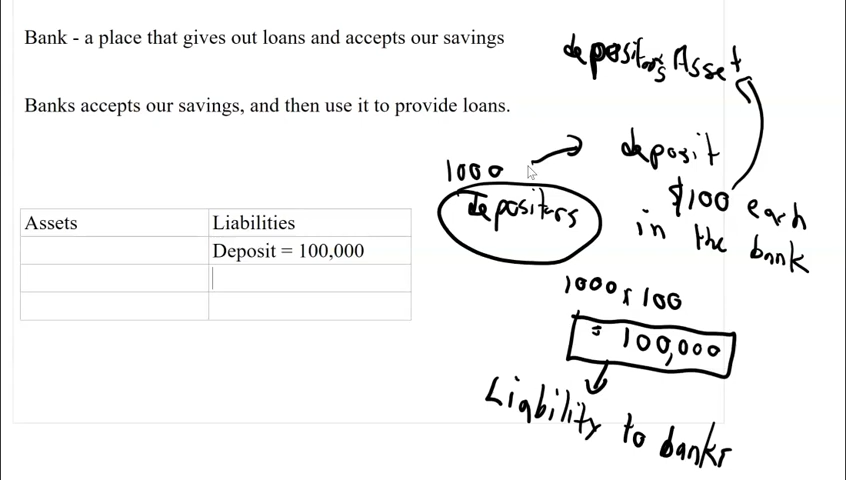 Bank - a place that gives out loans and accepts our savings
Banks accepts our savings, and then use it to provide loans.
Assets Liabilities
Deposit = 100,000
depositors Asset
1000
depositers
deposit
$100 each
in the bank
1000 x 100
= 100,000
Liability to banks